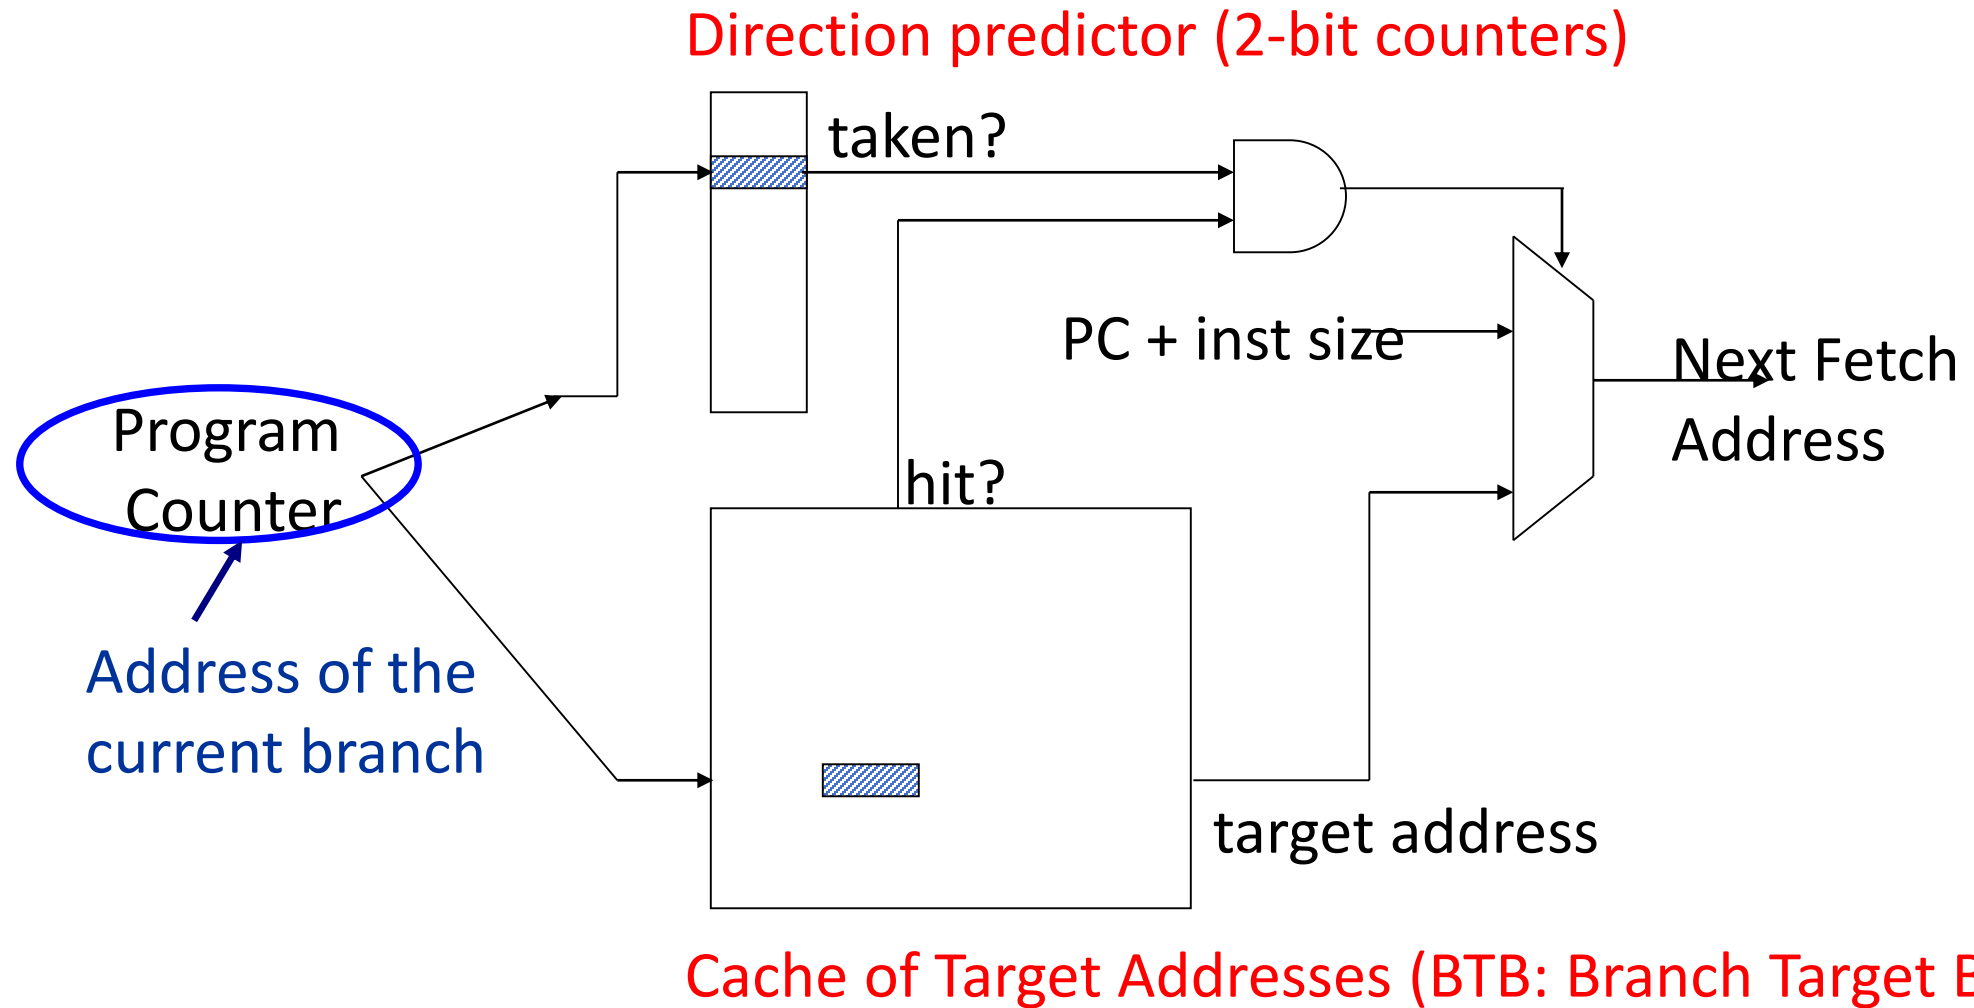 Direction predictor (2-bit counters)
taken?
PC + inst size
Next Fetch
Address
Program
Counter
hit?
Address of the
current branch
target address
Cache of Target Addresses (BTB: Branch Target